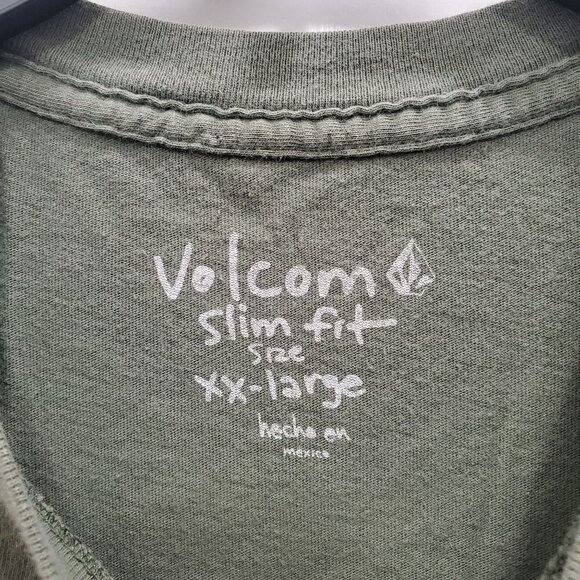 Volcom
slim fit
size
xx-large
hecho en
mexico